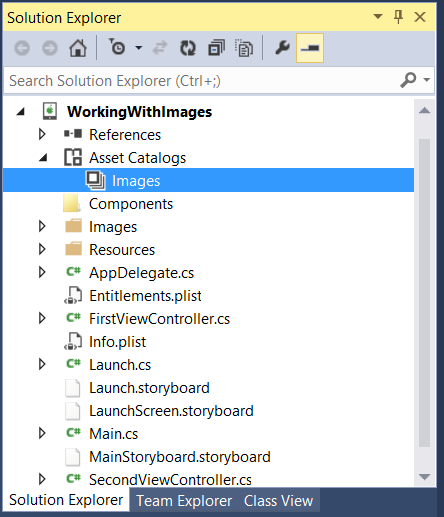 Solution Explorer
Search Solution Explorer (Ctrl+;)
WorkingWithImages
References
Asset Catalogs
Images
Components
Images
Resources
C# AppDelegate.cs
Entitlements.plist
C# FirstViewController.cs
Info.plist
C# Launch.cs
Launch.storyboard
LaunchScreen.storyboard
C# Main.cs
MainStoryboard.storyboard
C# SecondViewController.cs
Solution Explorer Team Explorer Class View